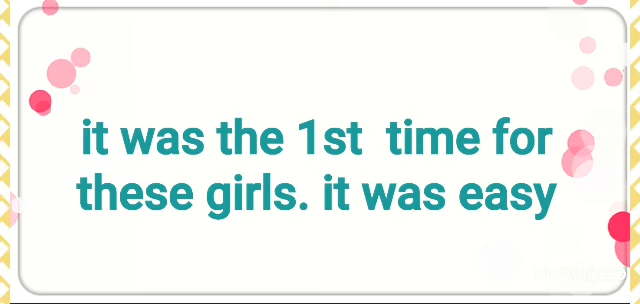 it was the 1st  time for
these girls. it was easy